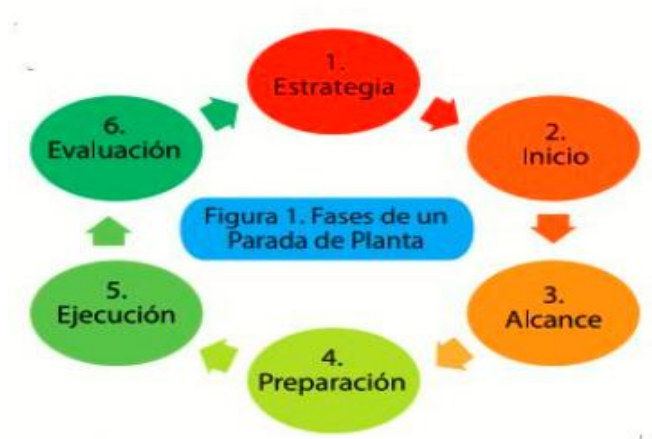 1.
Estrategia
2.
Inicio
3.
Alcance
4.
Preparación
5.
Ejecución
6.
Evaluación
Figura 1. Fases de un
Parada de Planta